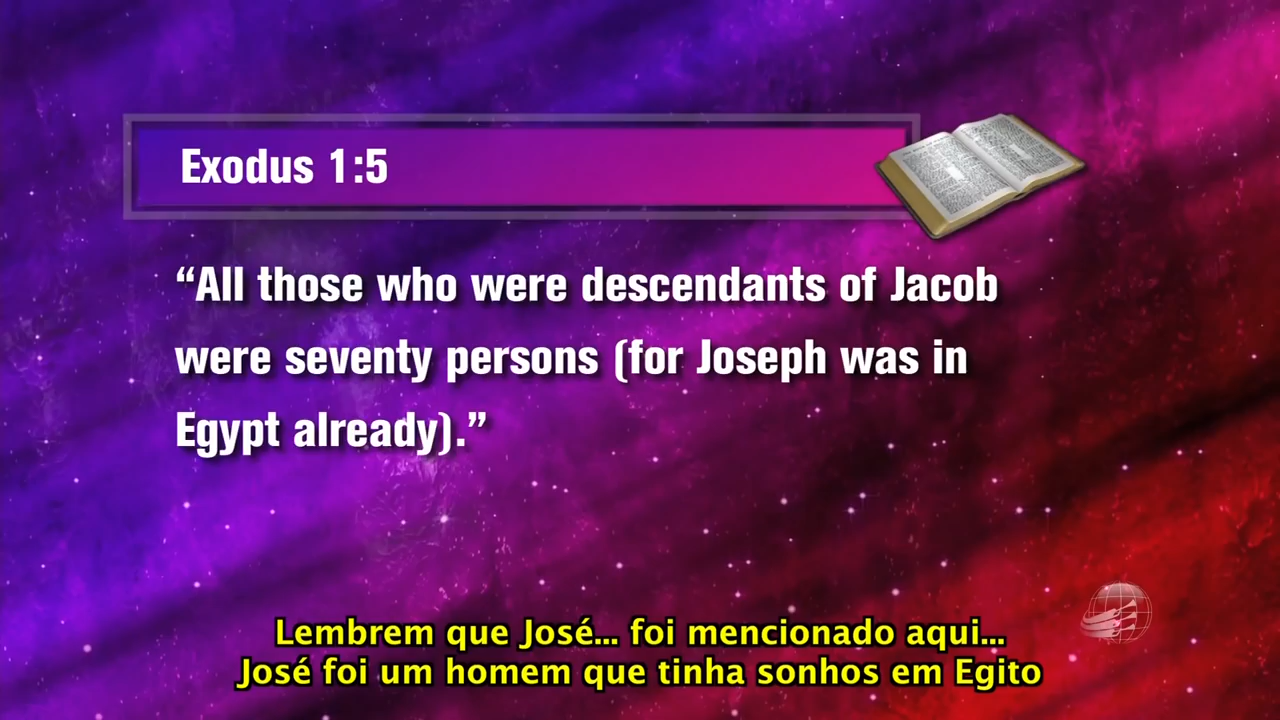 Exodus 1:5
“All those who were descendants of Jacob
were seventy persons (for Joseph was in
Egypt already).”
Lembrem que José... foi mencionado aqui...
José foi um homem que tinha sonhos em Egito